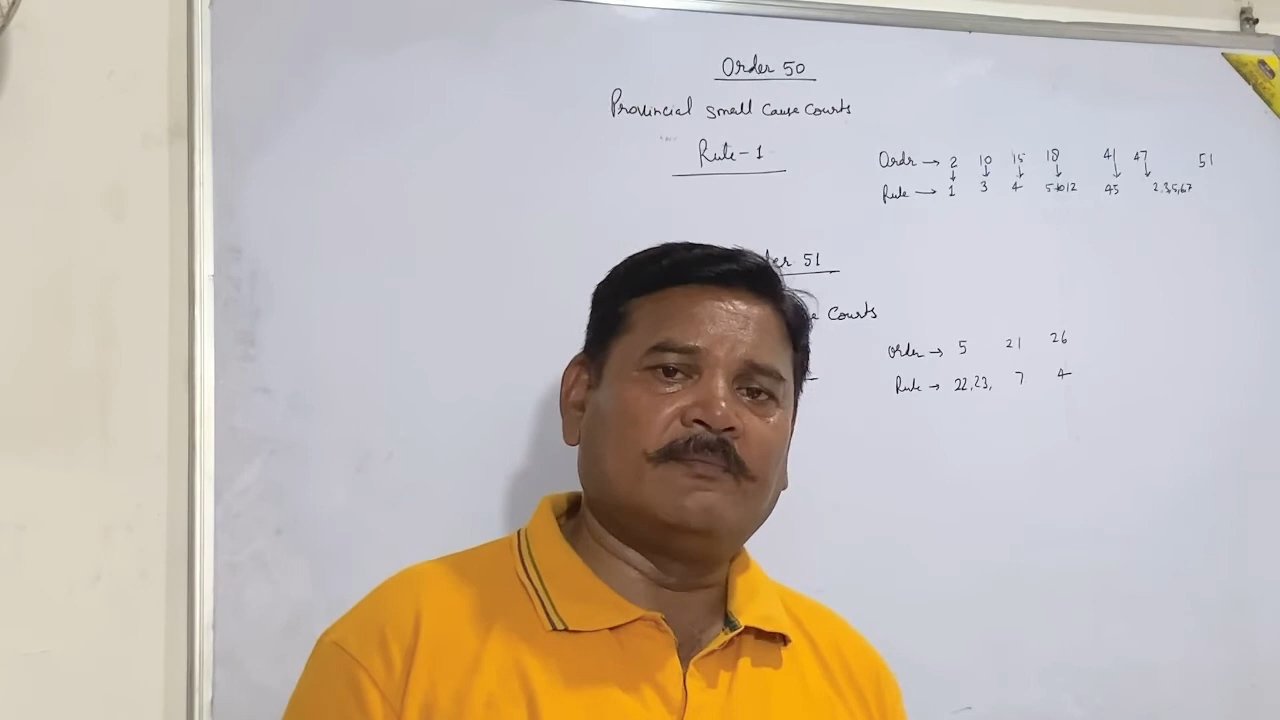 Order 50
Provincial small Cause Courts
Rule-1
Ordr → 2 10 15 18 41 47 51
Rule → 1 3 4 5to12 45 2,3,5,6,7
der 51
e Courts
Order → 5 21 26
Rule → 22,23, 7 4